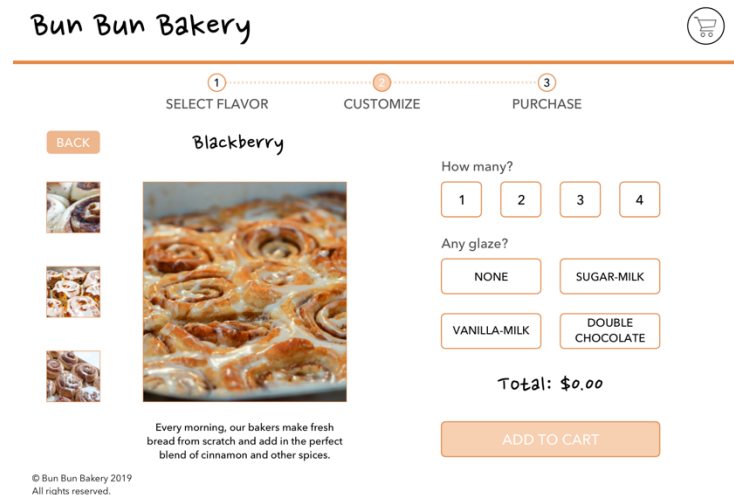 Bun Bun Bakery
1
2
3
SELECT FLAVOR
CUSTOMIZE
PURCHASE
BACK
Blackberry
How many?
1
2
3
4
Any glaze?
NONE
SUGAR-MILK
VANILLA-MILK
DOUBLE
CHOCOLATE
Total: $0.00
ADD TO CART
Every morning, our bakers make fresh
bread from scratch and add in the perfect
blend of cinnamon and other spices.
© Bun Bun Bakery 2019
All rights reserved.